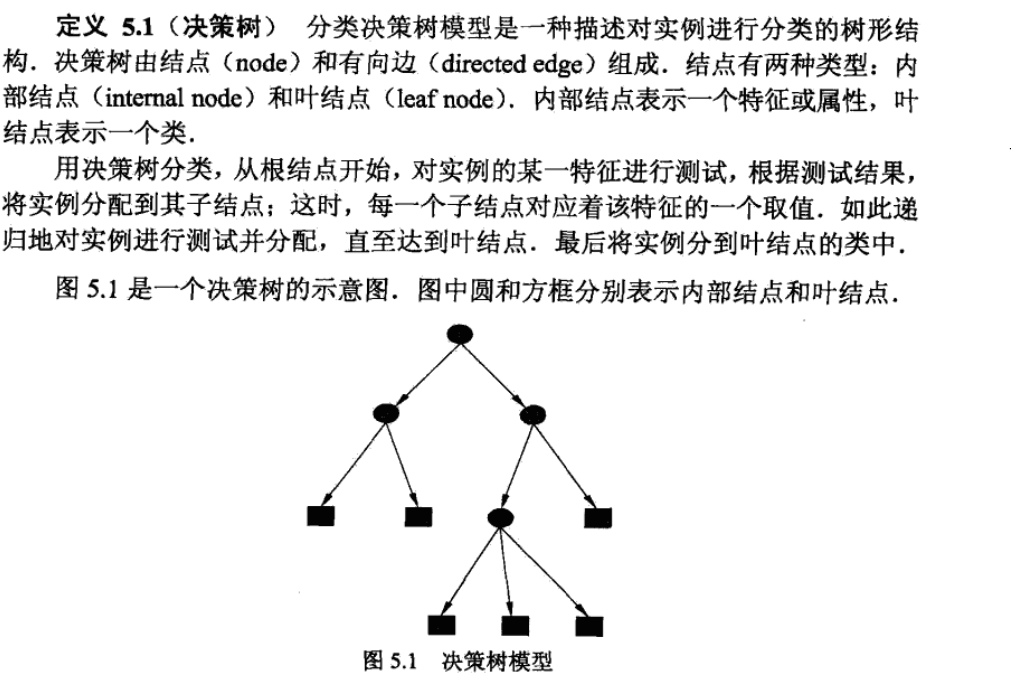 定义 5.1（决策树） 分类决策树模型是一种描述对实例进行分类的树形结
构．决策树由结点（node）和有向边（directed edge）组成．结点有两种类型：内
部结点（internal node）和叶结点（leaf node）．内部结点表示一个特征或属性，叶
结点表示一个类．
用决策树分类，从根结点开始，对实例的某一特征进行测试，根据测试结果，
将实例分配到其子结点；这时，每一个子结点对应着该特征的一个取值．如此递
归地对实例进行测试并分配，直至达到叶结点．最后将实例分到叶结点的类中．
图 5.1 是一个决策树的示意图．图中圆和方框分别表示内部结点和叶结点．
图 5.1 决策树模型